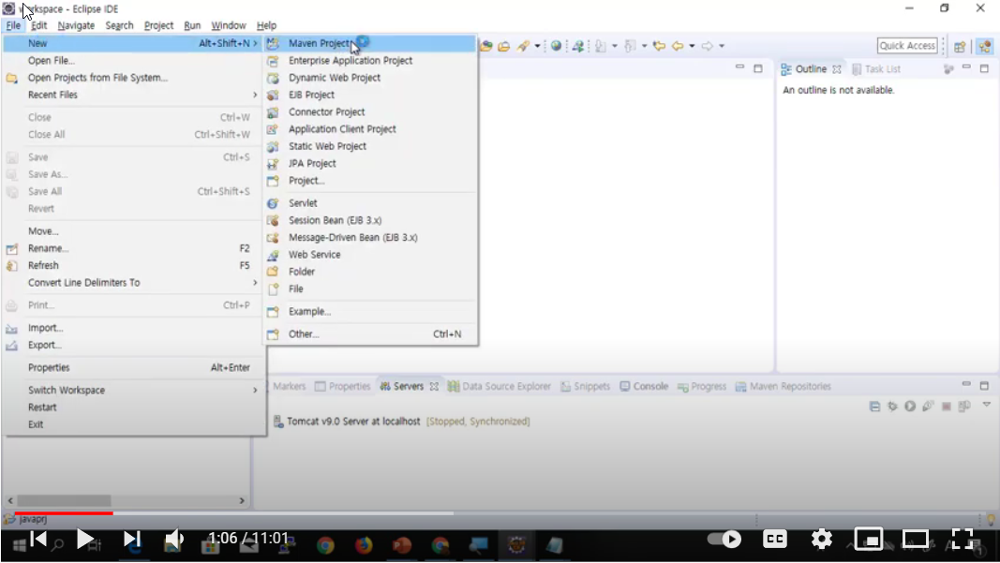 workspace - Eclipse IDE
File Edit Navigate Search Project Run Window Help
New Alt+Shift+N >
Open File...
Open Projects from File System...
Recent Files >
Close Ctrl+W
Close All Ctrl+Shift+W
Save Ctrl+S
Save As...
Save All Ctrl+Shift+S
Revert
Move...
Rename... F2
Refresh F5
Convert Line Delimiters To >
Print... Ctrl+P
Import...
Export...
Properties Alt+Enter
Switch Workspace >
Restart
Exit
Maven Project
Enterprise Application Project
Dynamic Web Project
EJB Project
Connector Project
Application Client Project
Static Web Project
JPA Project
Project...
Servlet
Session Bean (EJB 3.x)
Message-Driven Bean (EJB 3.x)
Web Service
Folder
File
Example...
Other... Ctrl+N
Quick Access
Outline Task List
An outline is not available.
Markers Properties Servers Data Source Explorer Snippets Console Progress Maven Repositories
Tomcat v9.0 Server at localhost [Stopped, Synchronized]
javaprj
1:06 / 11:01
CC